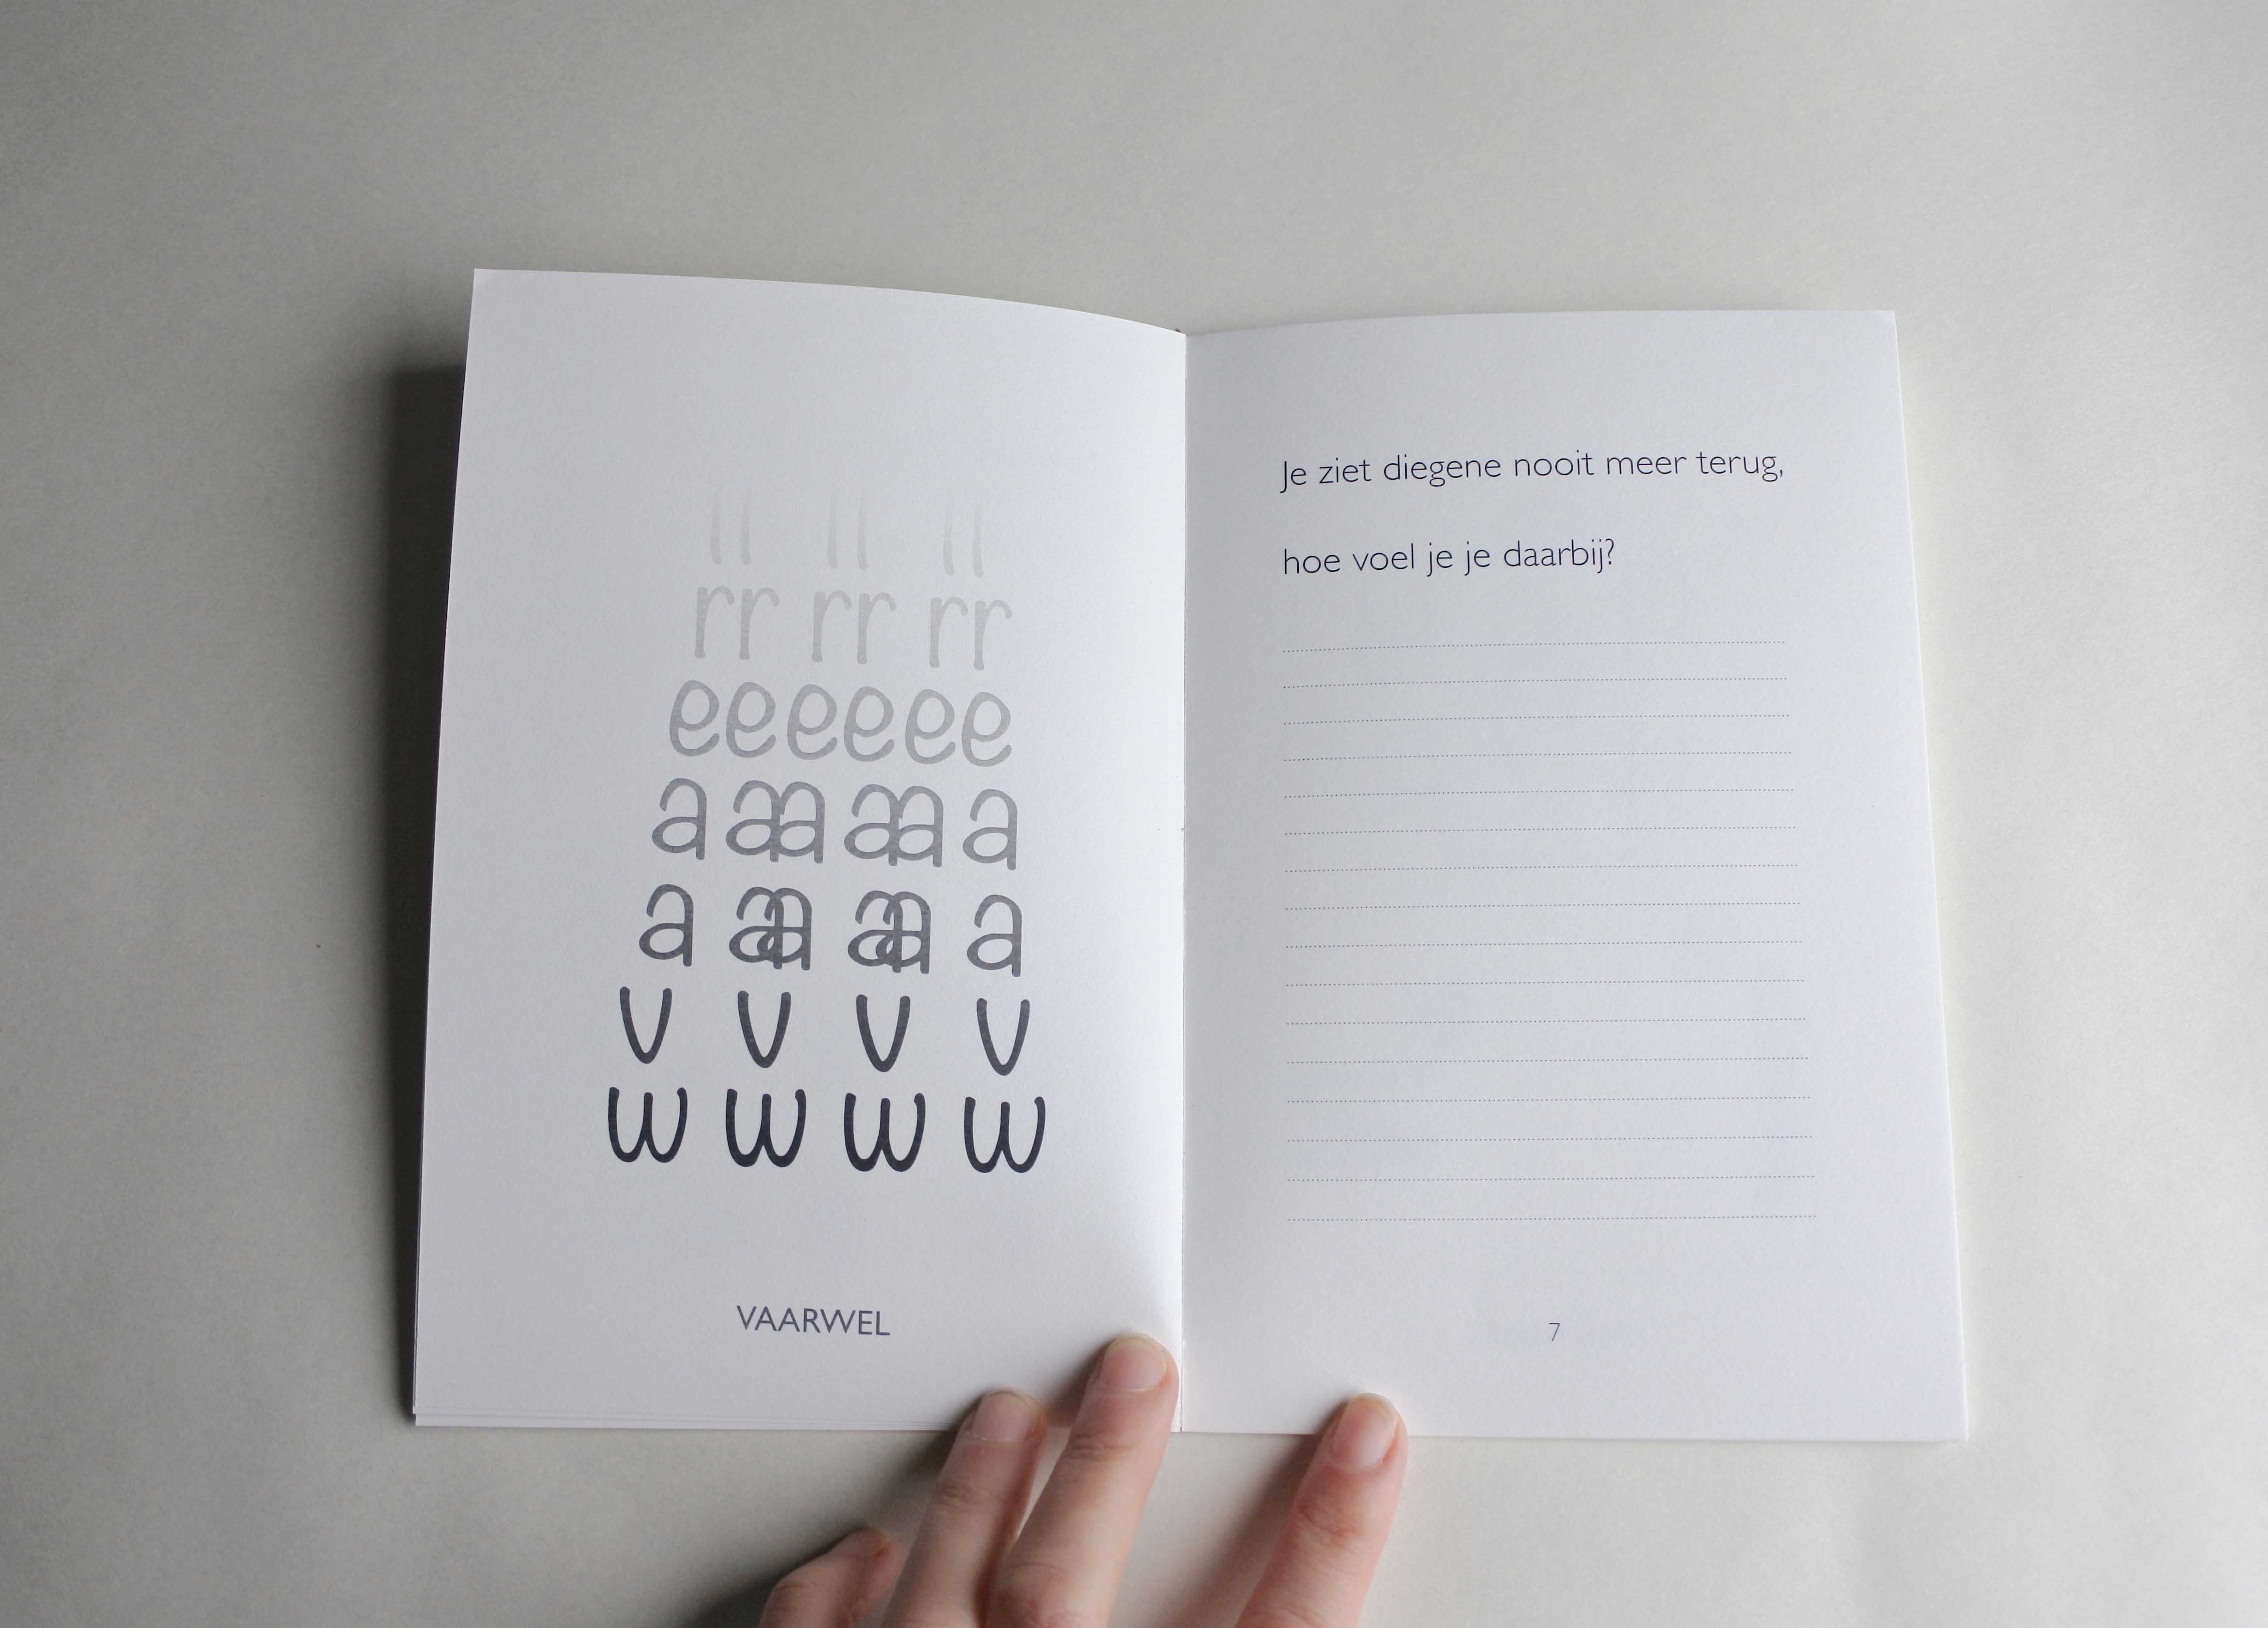 ll ll ll
rr rr rr
eeeeee
a aa aa a
a aa aa a
v v v v
w w w w
VAARWEL
Je ziet diegene nooit meer terug,
hoe voel je je daarbij?
7